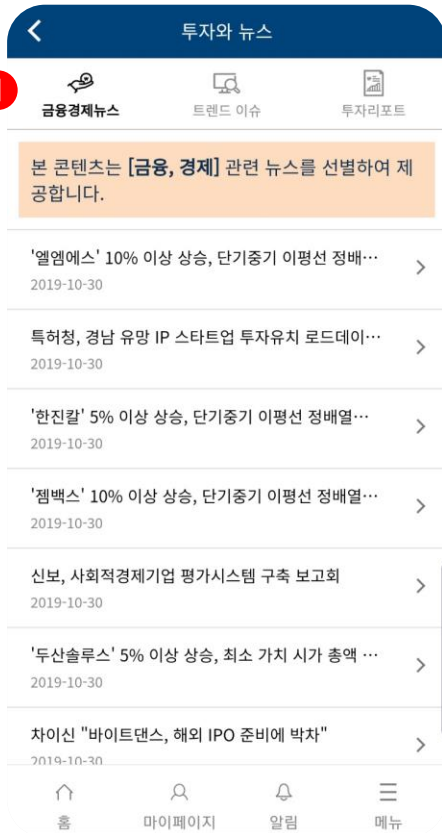 투자와 뉴스
금융경제뉴스 트렌드 이슈 투자리포트
본 콘텐츠는 [금융, 경제] 관련 뉴스를 선별하여 제
공합니다.
'엘엠에스' 10% 이상 상승, 단기중기 이평선 정배…
2019-10-30
특허청, 경남 유망 IP 스타트업 투자유치 로드데이…
2019-10-30
'한진칼' 5% 이상 상승, 단기중기 이평선 정배열…
2019-10-30
'젬백스' 10% 이상 상승, 단기중기 이평선 정배열…
2019-10-30
신보, 사회적경제기업 평가시스템 구축 보고회
2019-10-30
'두산솔루스' 5% 이상 상승, 최소 가치 시가 총액 …
2019-10-30
차이신 "바이트댄스, 해외 IPO 준비에 박차"
2019-10-30
홈 마이페이지 알림 메뉴